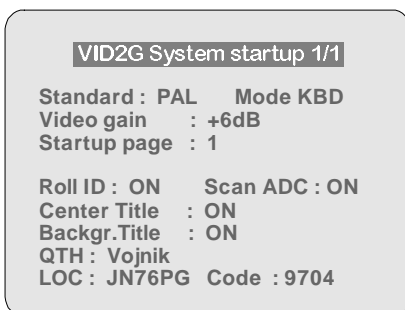 VID2G System startup 1/1
Standard : PAL Mode KBD
Video gain : +6dB
Startup page : 1
Roll ID : ON Scan ADC : ON
Center Title : ON
Backgr.Title : ON
QTH : Vojnik
LOC : JN76PG Code : 9704